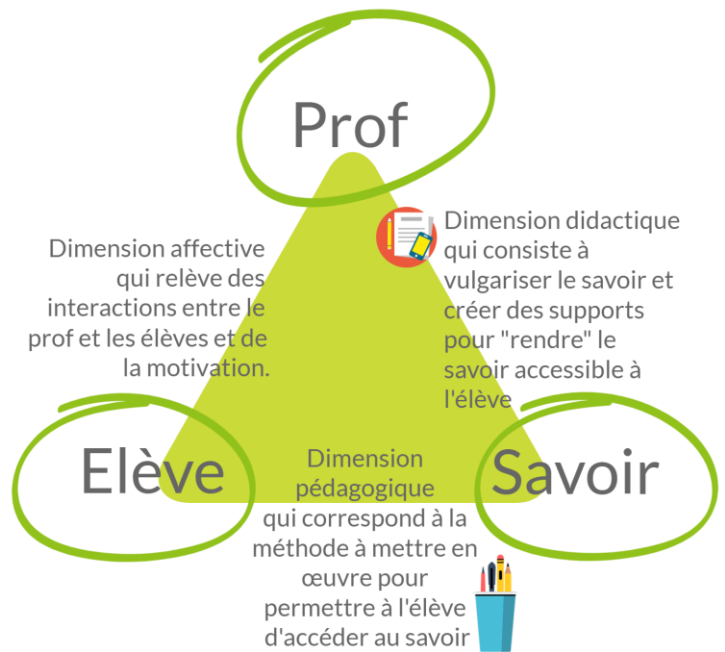 Prof
Dimension affective
qui relève des
interactions entre le
prof et les élèves et de
la motivation.
Dimension didactique
qui consiste à
vulgariser le savoir et
créer des supports
pour "rendre" le
savoir accessible à
l'élève
Elève
Dimension
pédagogique
qui correspond à la
méthode à mettre en
œuvre pour
permettre à l'élève
d'accéder au savoir
Savoir